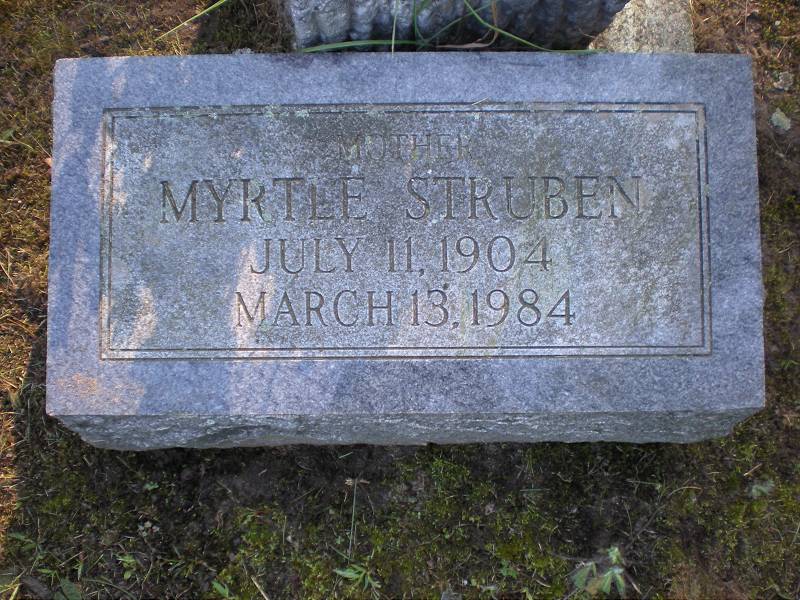 MOTHER
MYRTLE STRUBEN
JULY 11, 1904
MARCH 13, 1984